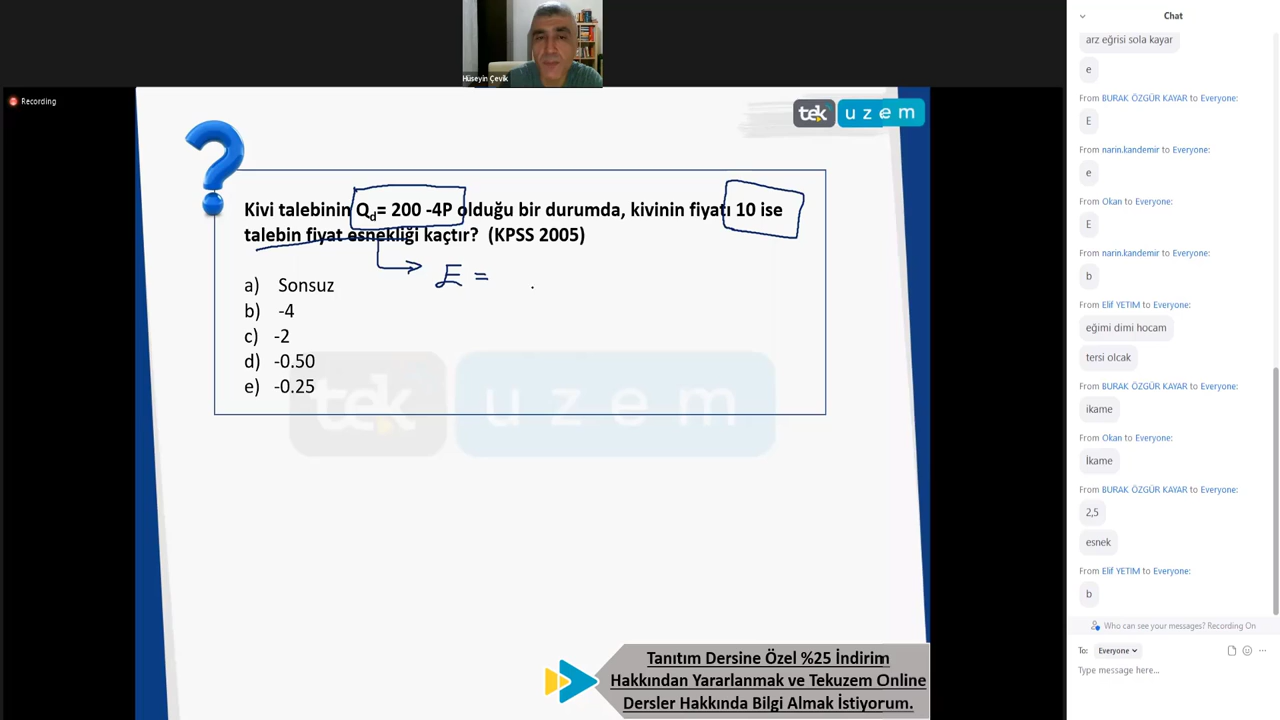 Hüseyin Çevik
Recording
tek uzem
Kivi talebinin Qd= 200 -4P olduğu bir durumda, kivinin fiyatı 10 ise
talebin fiyat esnekliği kaçtır? (KPSS 2005)
E =
a) Sonsuz
b) -4
c) -2
d) -0.50
e) -0.25
tek uzem
Tanıtım Dersine Özel %25 İndirim
Hakkından Yararlanmak ve Tekuzem Online
Dersler Hakkında Bilgi Almak İstiyorum.
Chat
arz eğrisi sola kayar
e
From BURAK ÖZGÜR KAYAR to Everyone:
E
From narin.kandemir to Everyone:
e
From Okan to Everyone:
E
From narin.kandemir to Everyone:
b
From Elif YETIM to Everyone:
eğimi dimi hocam
tersi olcak
From BURAK ÖZGÜR KAYAR to Everyone:
ikame
From Okan to Everyone:
İkame
From BURAK ÖZGÜR KAYAR to Everyone:
2,5
esnek
From Elif YETIM to Everyone:
b
Who can see your messages? Recording On
To: Everyone
Type message here...